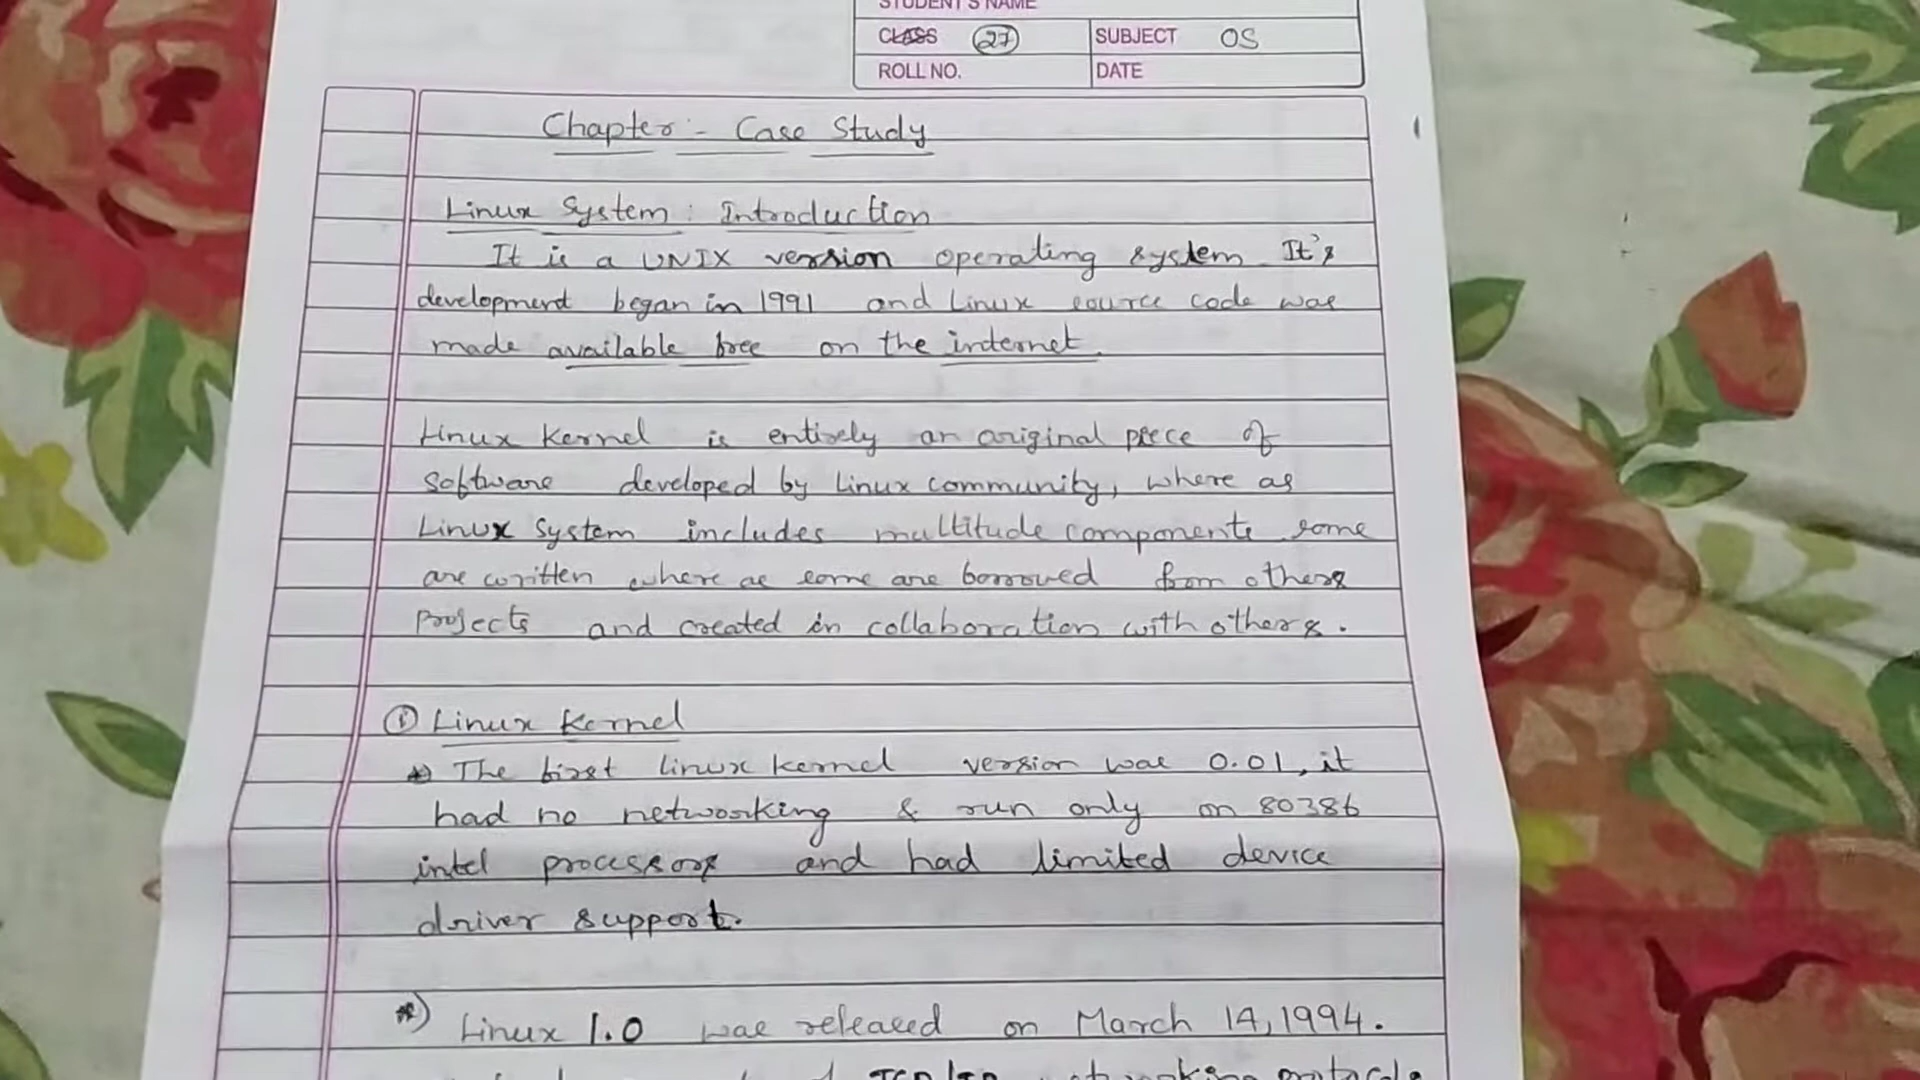 STUDENT'S NAME
CLASS 27 SUBJECT OS
ROLL NO. DATE
Chapter :- Case Study
Linux System : Introduction
It is a UNIX version operating system. It's
development began in 1991 and Linux source code was
made available free on the internet.
Linux Kernel is entirely an original piece of
software developed by Linux community, where as
Linux System includes multitude components some
are written where as some are borrowed from others
Projects and created in collaboration with others.
① Linux Kernel
The first linux kernel version was 0.01, it
had no networking & run only on 80386
intel processors and had limited device
driver support.
*) Linux 1.0 was released on March 14, 1994.
TCP/IP networking protocols